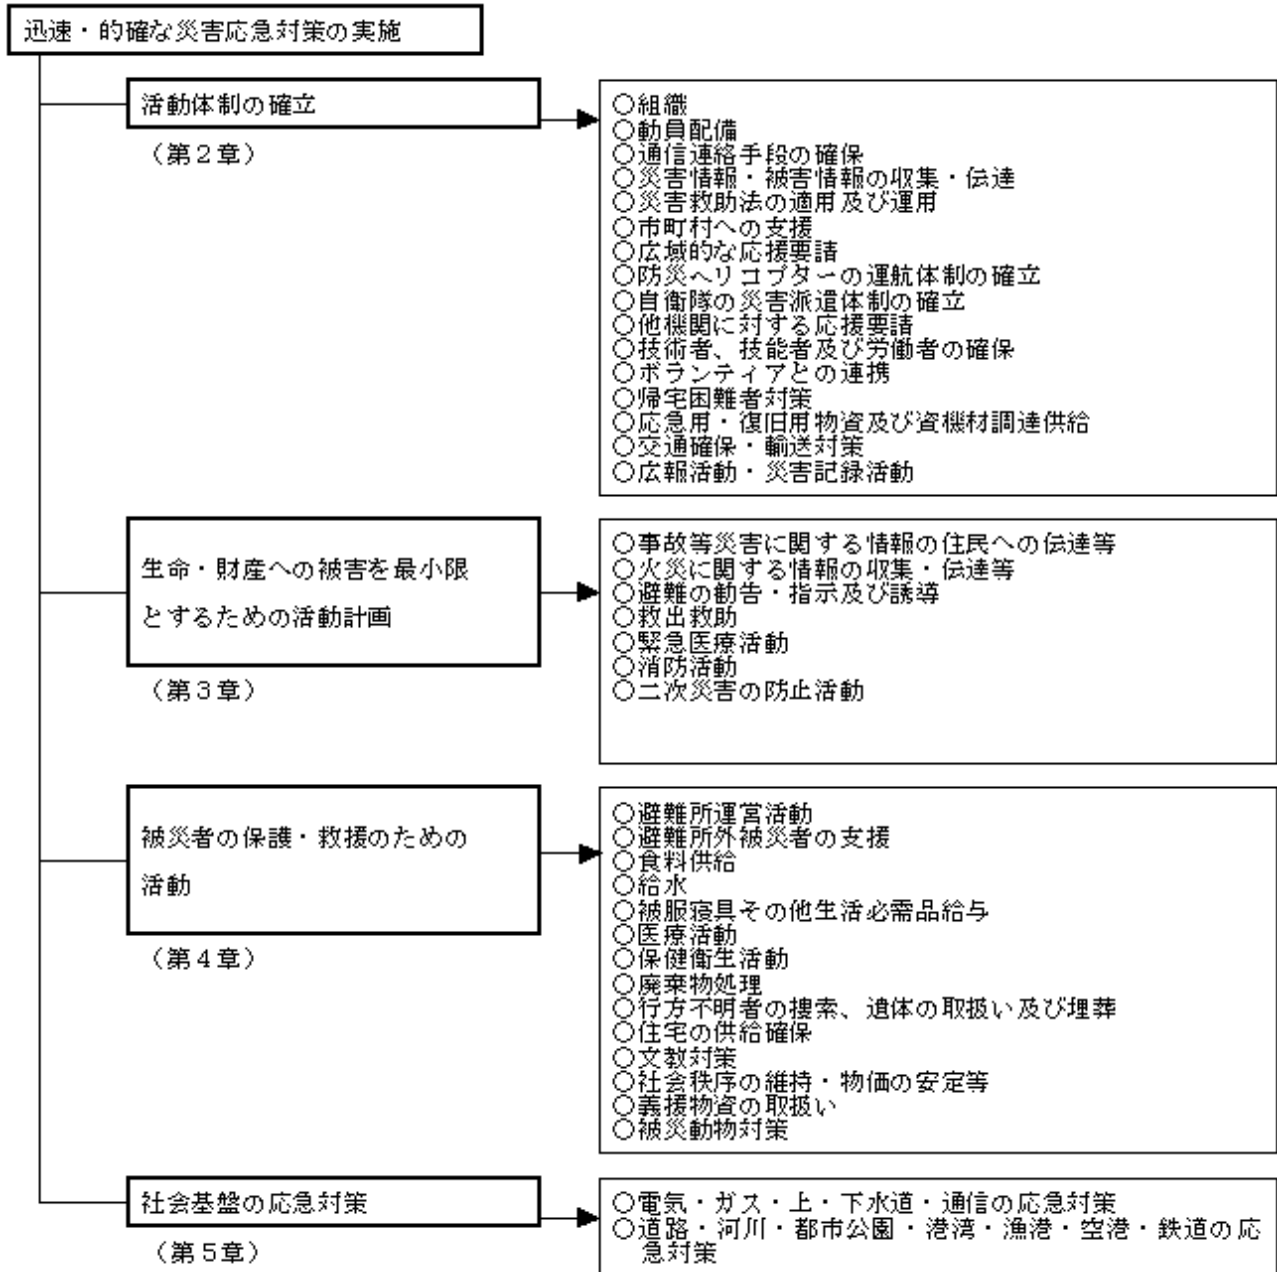 迅速・的確な災害応急対策の実施
活動体制の確立
（第２章）
○組織
○動員配備
○通信連絡手段の確保
○災害情報・被害情報の収集・伝達
○災害救助法の適用及び運用
○市町村への支援
○広域的な応援要請
○防災ヘリコプターの運航体制の確立
○自衛隊の災害派遣体制の確立
○他機関に対する応援要請
○技術者、技能者及び労働者の確保
○ボランティアとの連携
○帰宅困難者対策
○応急用・復旧用物資及び資機材調達供給
○交通確保・輸送対策
○広報活動・災害記録活動
生命・財産への被害を最小限
とするための活動計画
（第３章）
○事故等災害に関する情報の住民への伝達等
○火災に関する情報の収集・伝達等
○避難の勧告・指示及び誘導
○救出救助
○緊急医療活動
○消防活動
○二次災害の防止活動
被災者の保護・救援のための
活動
（第４章）
○避難所運営活動
○避難所外被災者の支援
○食料供給
○給水
○被服寝具その他生活必需品給与
○医療活動
○保健衛生活動
○廃棄物処理
○行方不明者の捜索、遺体の取扱い及び埋葬
○住宅の供給確保
○文教対策
○社会秩序の維持・物価の安定等
○義援物資の取扱い
○被災動物対策
社会基盤の応急対策
（第５章）
○電気・ガス・上・下水道・通信の応急対策
○道路・河川・都市公園・港湾・漁港・空港・鉄道の応
急対策